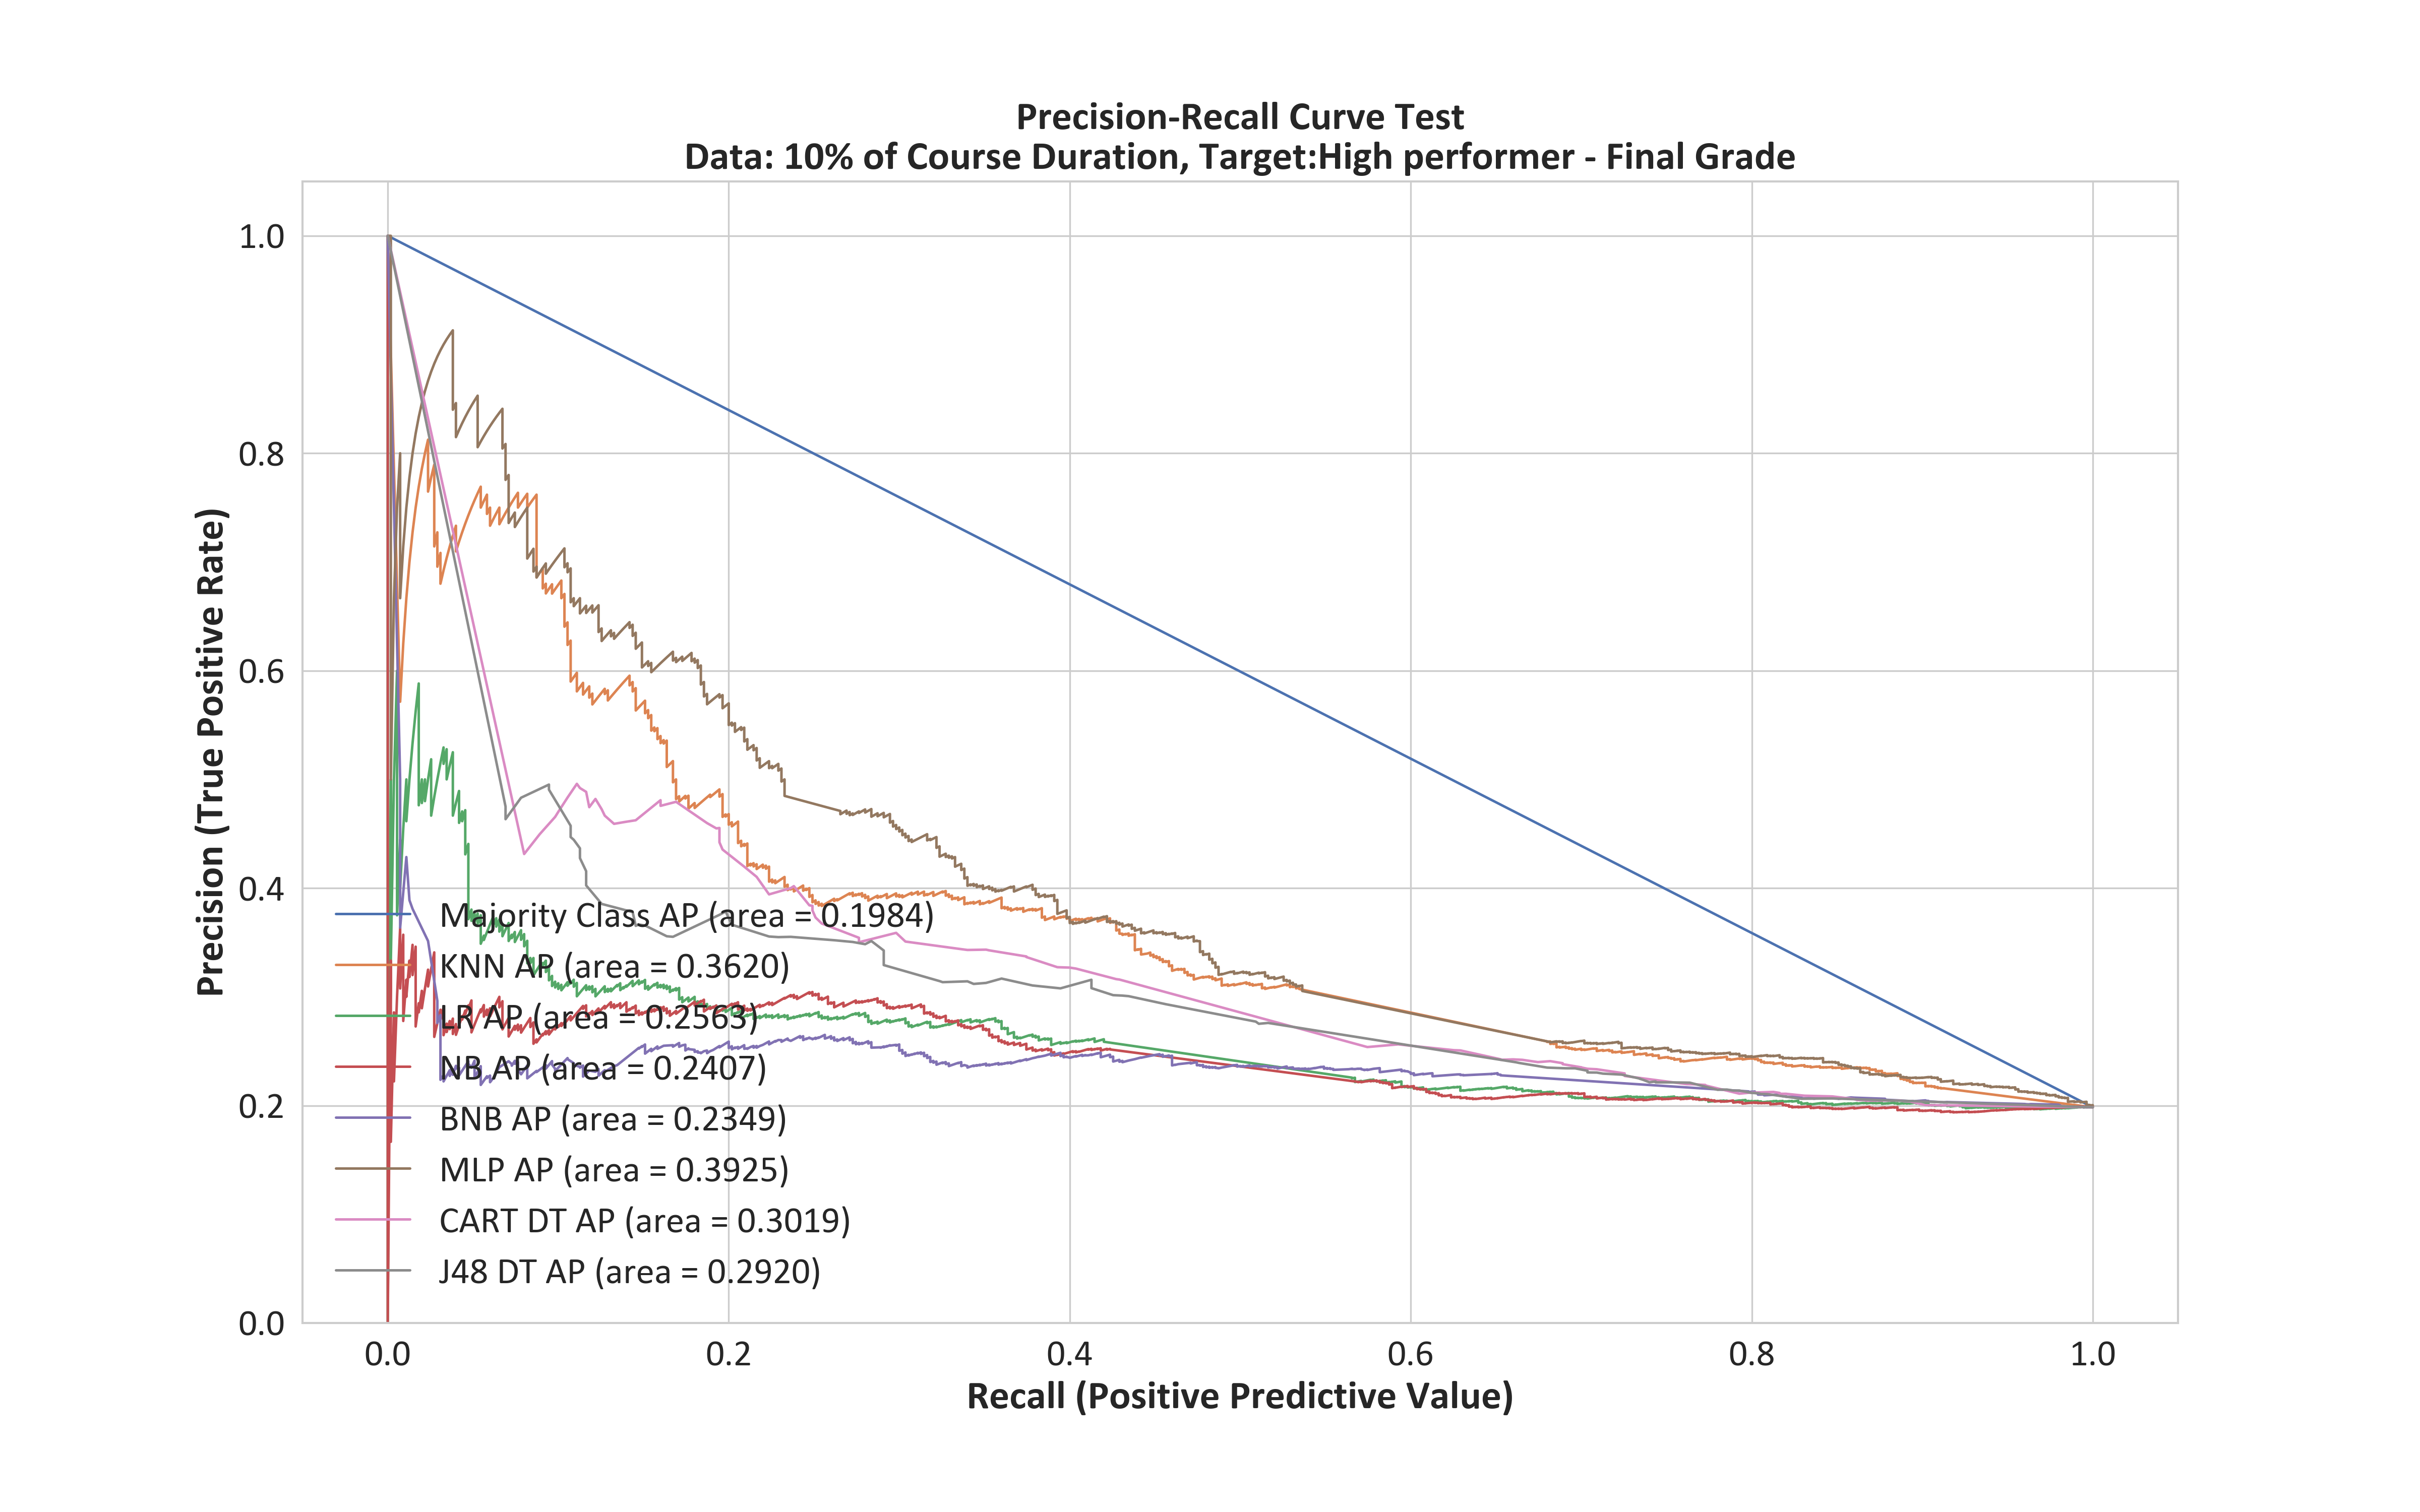 Precision-Recall Curve Test
Data: 10% of Course Duration, Target:High performer - Final Grade
Precision (True Positive Rate)
1.0
0.8
0.6
0.4
0.2
0.0
Majority Class AP (area = 0.1984)
KNN AP (area = 0.3620)
LR AP (area = 0.2563)
NB AP (area = 0.2407)
BNB AP (area = 0.2349)
MLP AP (area = 0.3925)
CART DT AP (area = 0.3019)
J48 DT AP (area = 0.2920)
0.0 0.2 0.4 0.6 0.8 1.0
Recall (Positive Predictive Value)